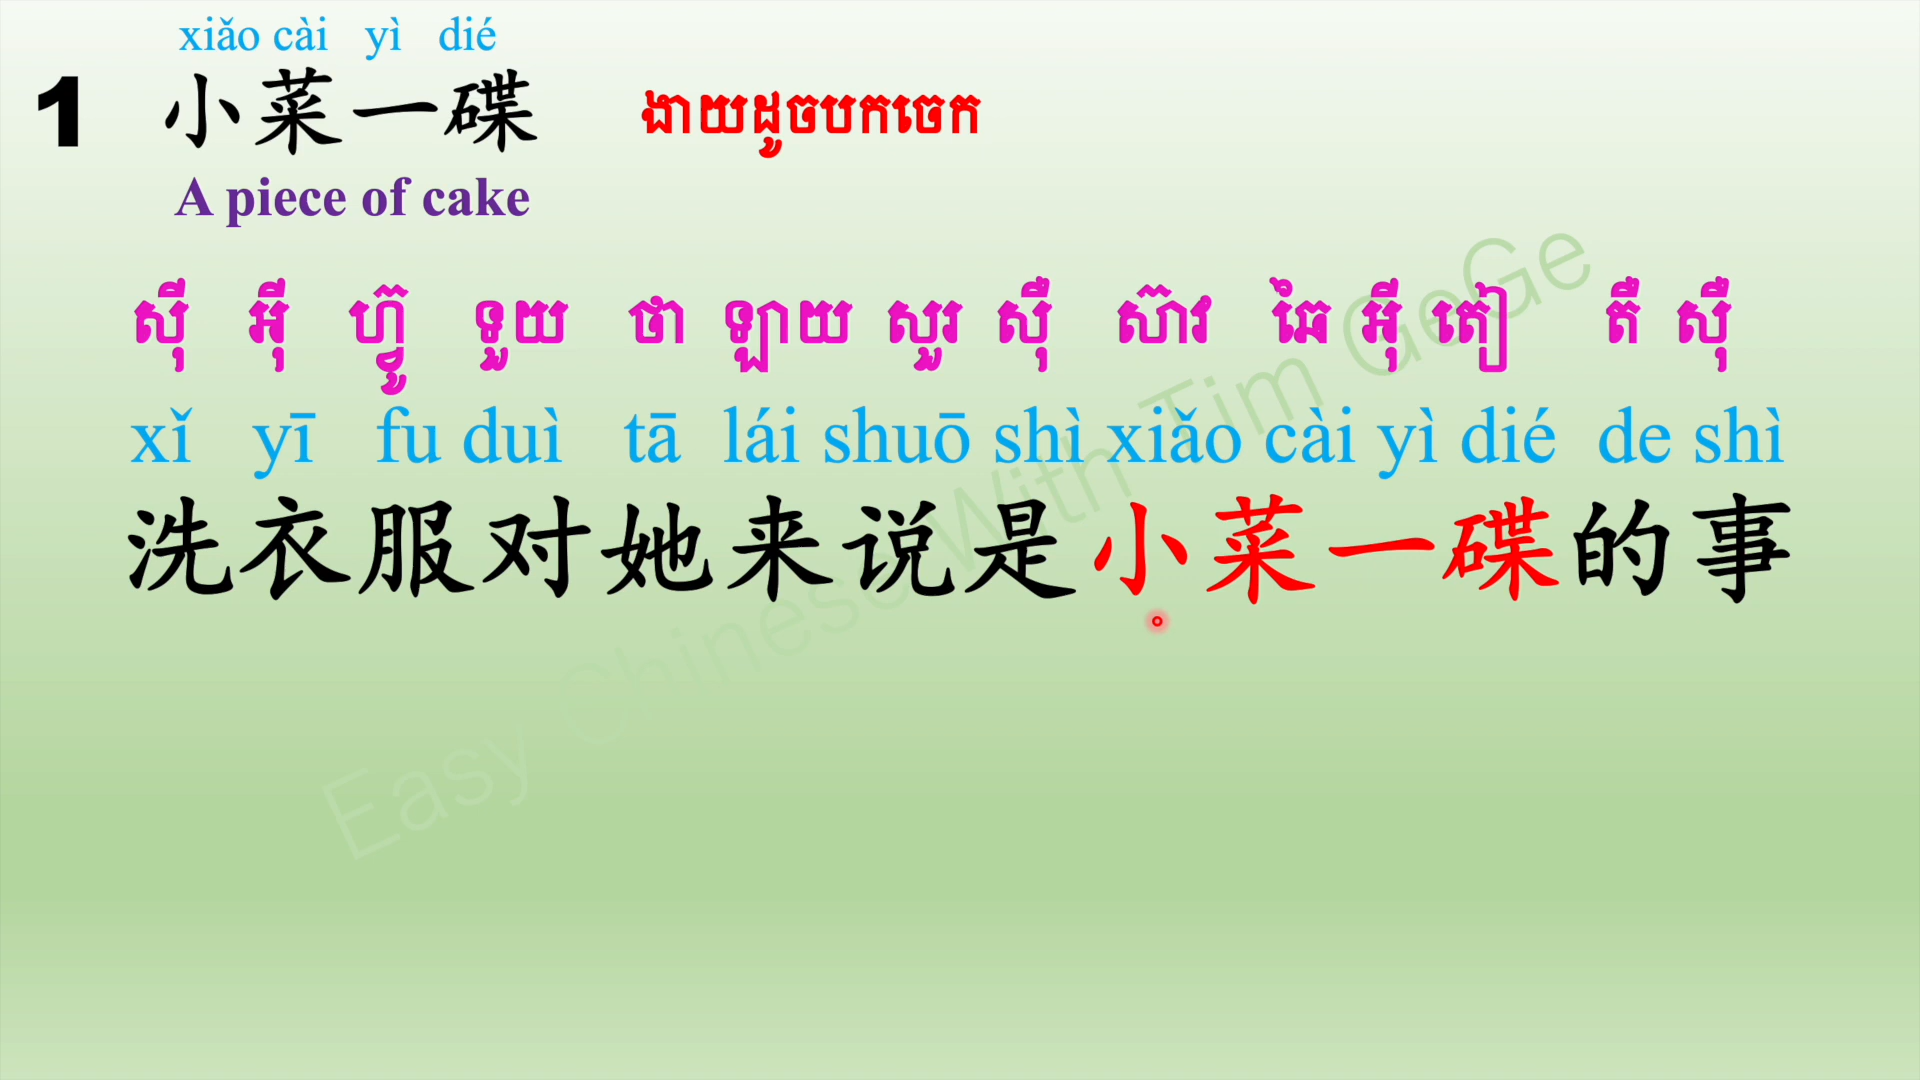 xiǎo cài yì dié
1 小菜一碟 ងាយដូចបកចេក
A piece of cake
ស៊ី អ៊ី ហ្វ៊ូ ទួយ ថា ឡាយ សួរ ស៊ឺ ស៊ាវ ឆៃ អ៊ី តៀ តឺ ស៊ឺ
xǐ yī fu duì tā lái shuō shì xiǎo cài yì dié de shì
洗衣服对她来说是小菜一碟的事
Easy Chinese With Tim GeGe